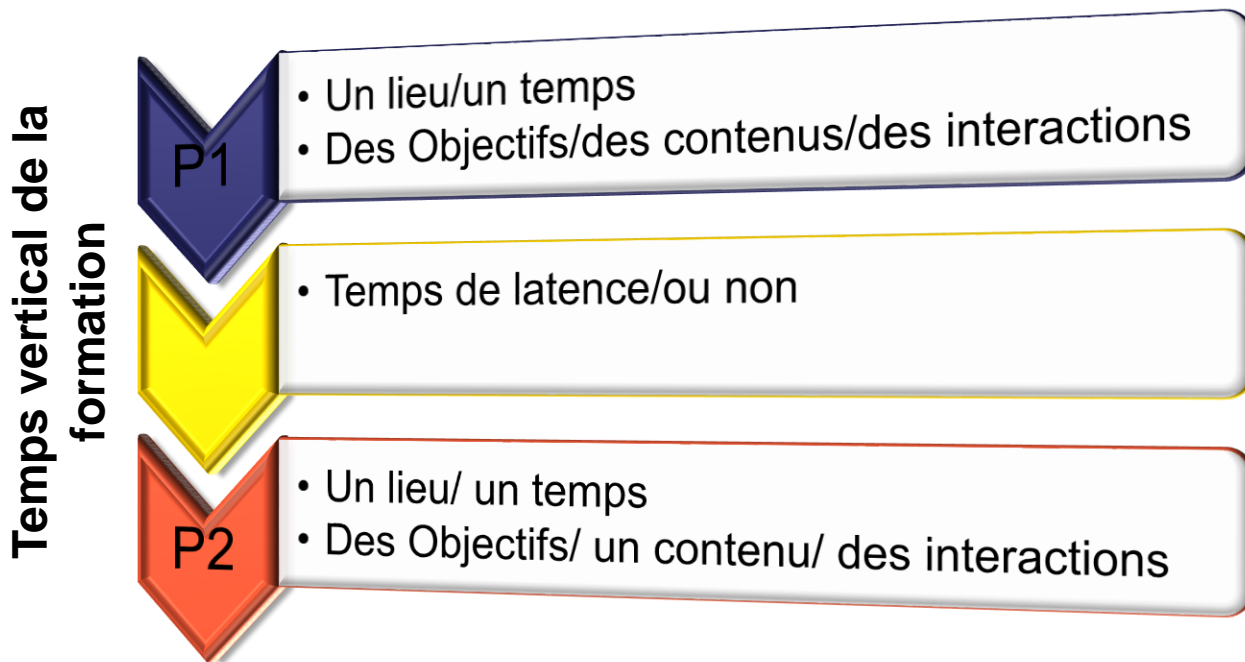 Temps vertical de la
formation
P1
• Un lieu/un temps
• Des Objectifs/des contenus/des interactions
• Temps de latence/ou non
P2
• Un lieu/ un temps
• Des Objectifs/ un contenu/ des interactions